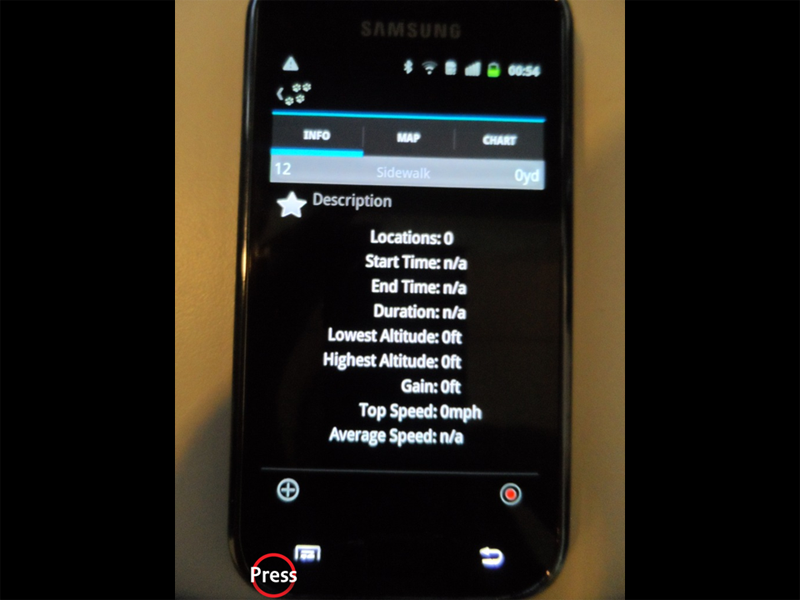 SAMSUNG
00:54
INFO MAP CHART
12 Sidewalk 0yd
Description
Locations: 0
Start Time: n/a
End Time: n/a
Duration: n/a
Lowest Altitude: 0ft
Highest Altitude: 0ft
Gain: 0ft
Top Speed: 0mph
Average Speed: n/a
Press